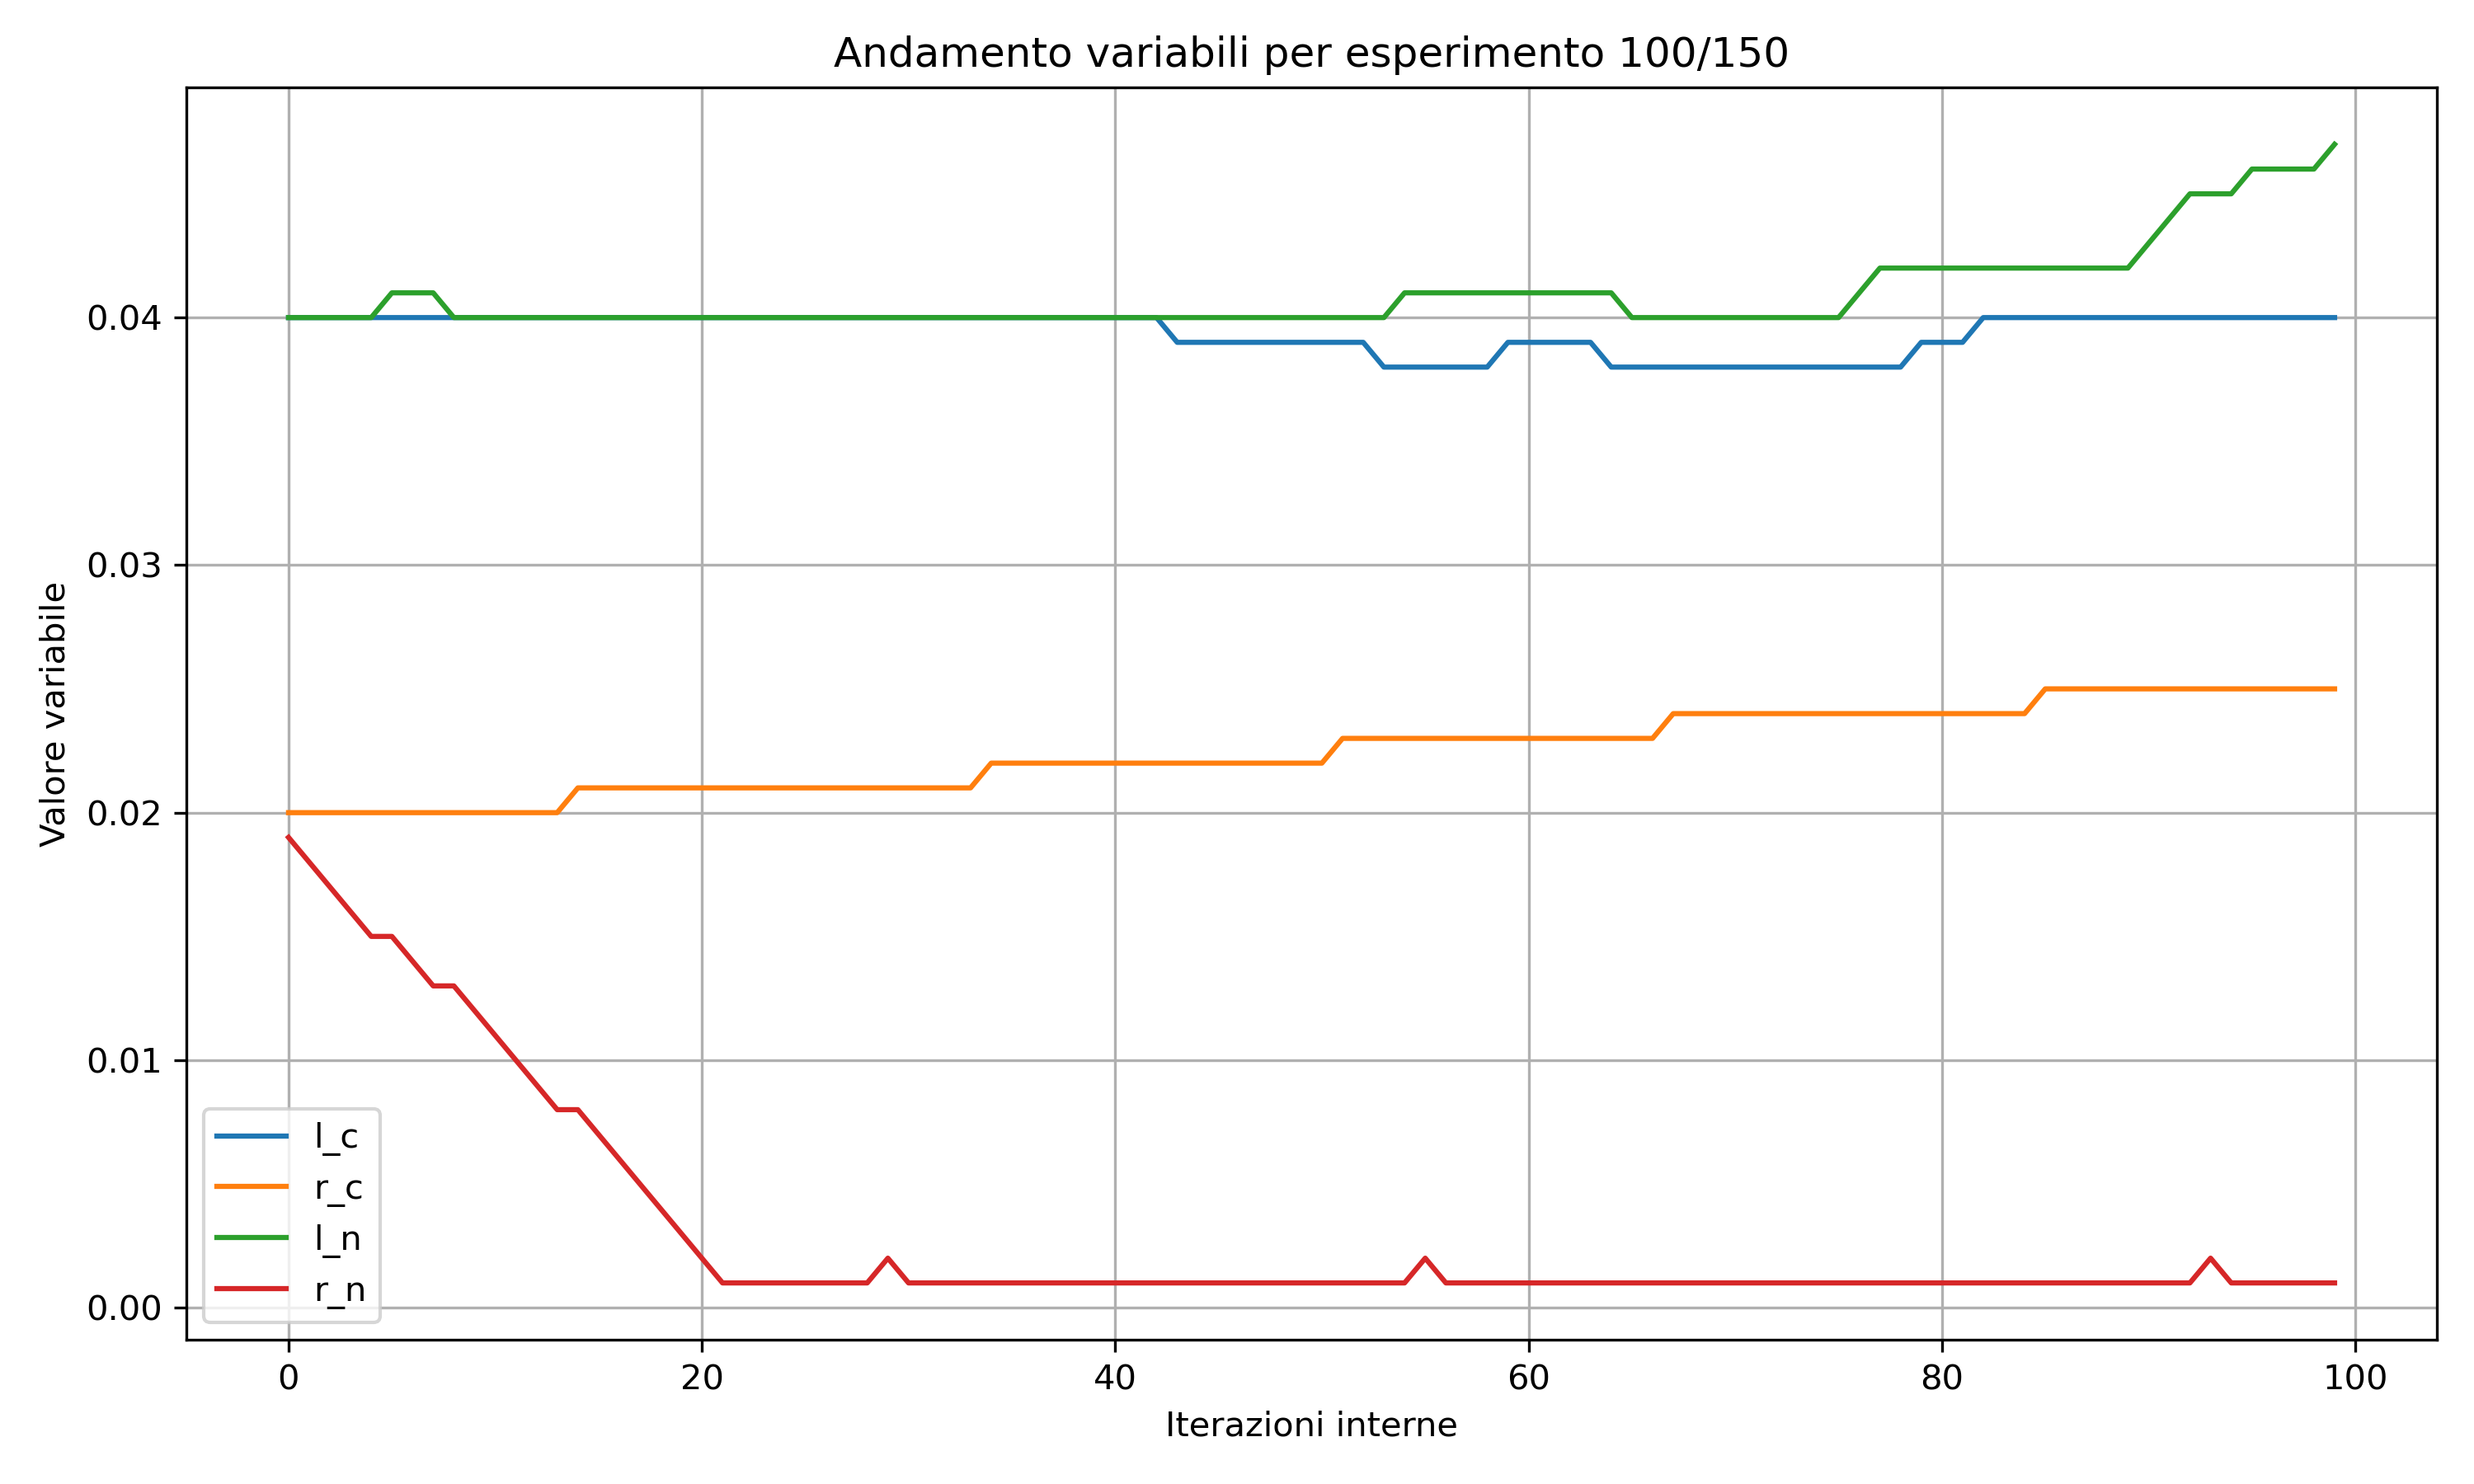 Andamento variabili per esperimento 100/150
Valore variabile
0.04
0.03
0.02
0.01
0.00
l_c
r_c
l_n
r_n
0 20 40 60 80 100
Iterazioni interne